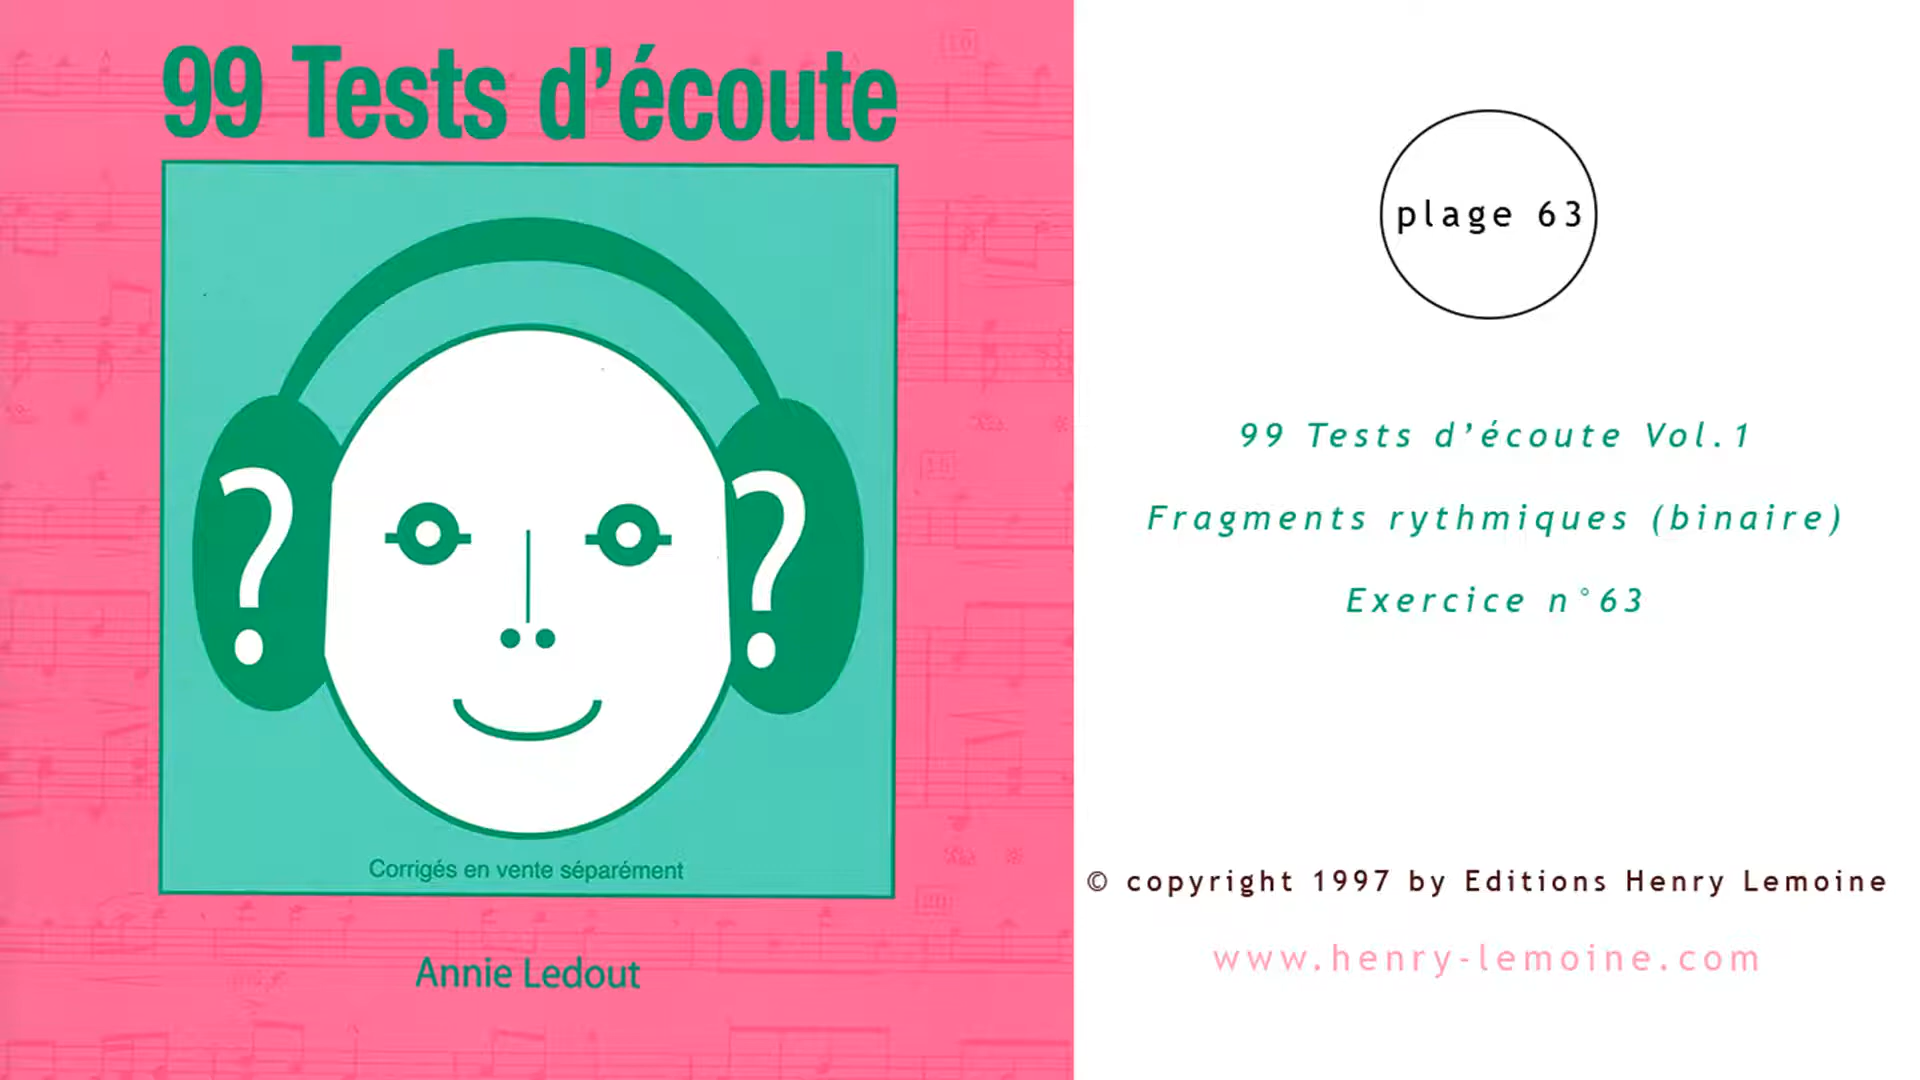 99 Tests d’écoute
? ?
Corrigés en vente séparément
Annie Ledout
plage 63
99 Tests d’écoute Vol.1
Fragments rythmiques (binaire)
Exercice n°63
© copyright 1997 by Editions Henry Lemoine
www.henry-lemoine.com